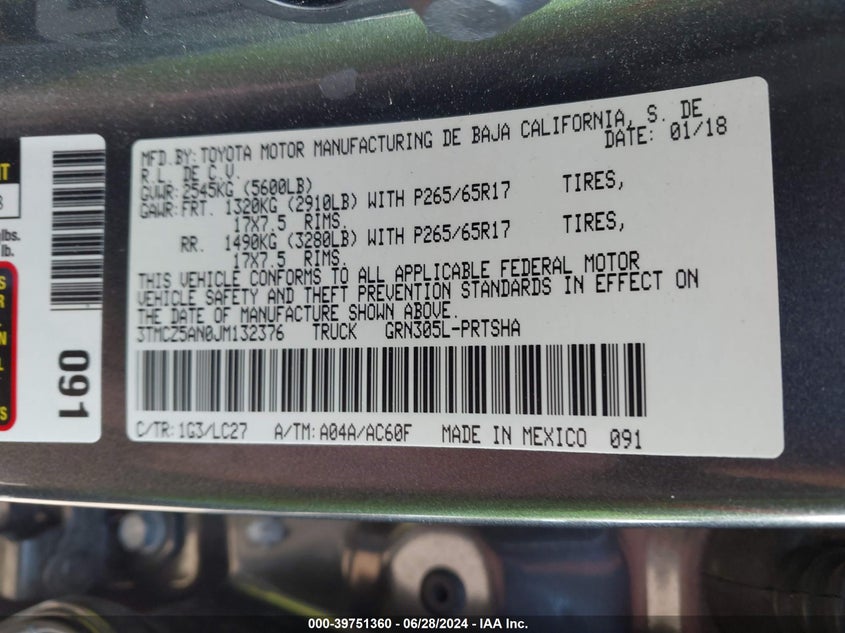 MFD.BY:TOYOTA MOTOR MANUFACTURING DE BAJA CALIFORNIA, S. DE
R.L. DE C.V. DATE: 01/18
GVWR:2545KG (5600LB)
GAWR:FRT. 1320KG (2910LB) WITH P265/65R17 TIRES,
17X7.5 RIMS.
RR. 1490KG (3280LB) WITH P265/65R17 TIRES,
17X7.5 RIMS.
THIS VEHICLE CONFORMS TO ALL APPLICABLE FEDERAL MOTOR
VEHICLE SAFETY AND THEFT PREVENTION STANDARDS IN EFFECT ON
THE DATE OF MANUFACTURE SHOWN ABOVE.
3TMCZ5AN0JM132376 TRUCK GRN305L-PRTSHA
C/TR:1G3/LC27 A/TM:A04A/AC60F MADE IN MEXICO 091
lbs.
lb.
091
000-39751360 - 06/28/2024 - IAA Inc.